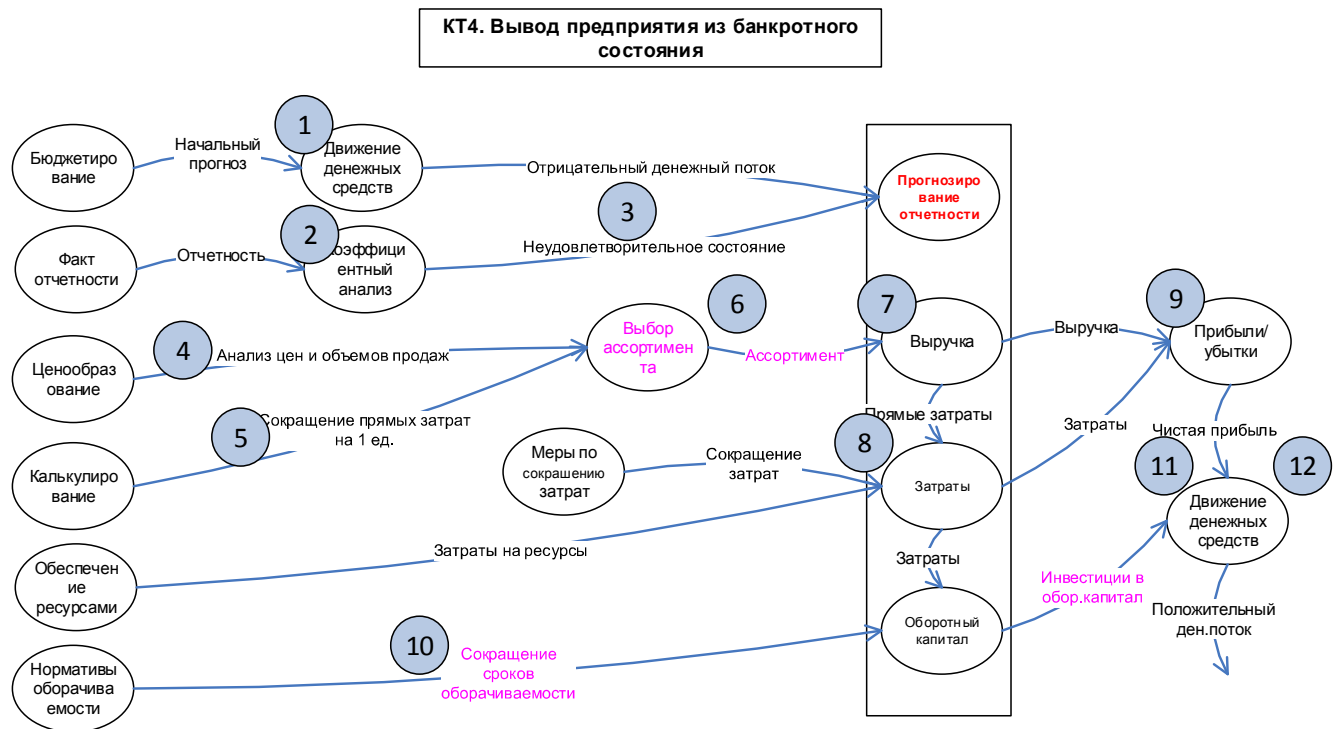 КТ4. Вывод предприятия из банкротного
состояния
1
Бюджетиро
вание
Начальный
прогноз
Движение
денежных
средств
Отрицательный денежный поток
Прогнозиро
вание
отчетности
3
2
Факт
отчетности
Отчетность
коэффици
ентный
анализ
Неудовлетворительное состояние
6
7
9
4
Ценообраз
ование
Анализ цен и объемов продаж
Выбор
ассортимен
та
Ассортимент
Выручка
Выручка
Прибыли/
убытки
5
Сокращение прямых затрат
на 1 ед.
Прямые затраты
Затраты
Чистая прибыль
8
11
12
Калькулиро
вание
Меры по
сокрашению
затрат
Сокращение
затрат
Затраты
Движение
денежных
средств
Обеспечен
ие
ресурсами
Затраты на ресурсы
Затраты
Инвестиции в
обор.капитал
Положительный
ден.поток
Оборотный
капитал
10
Нормативы
оборачива
емости
Сокращение
сроков
оборачиваемости